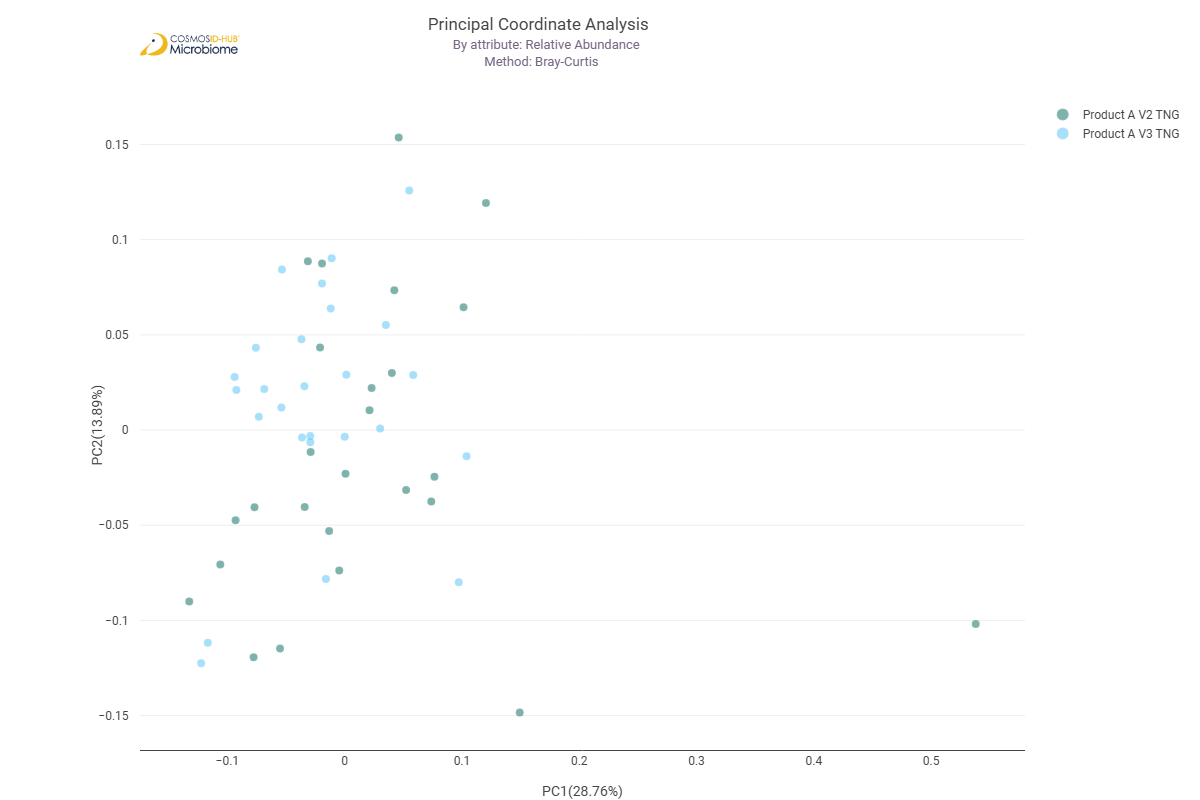 Principal Coordinate Analysis
By attribute: Relative Abundance
Method: Bray-Curtis
COSMOSID-HUB
Microbiome
Product A V2 TNG
Product A V3 TNG
0.15
0.1
0.05
0
−0.05
−0.1
−0.15
PC2(13.89%)
−0.1
0
0.1
0.2
0.3
0.4
0.5
PC1(28.76%)